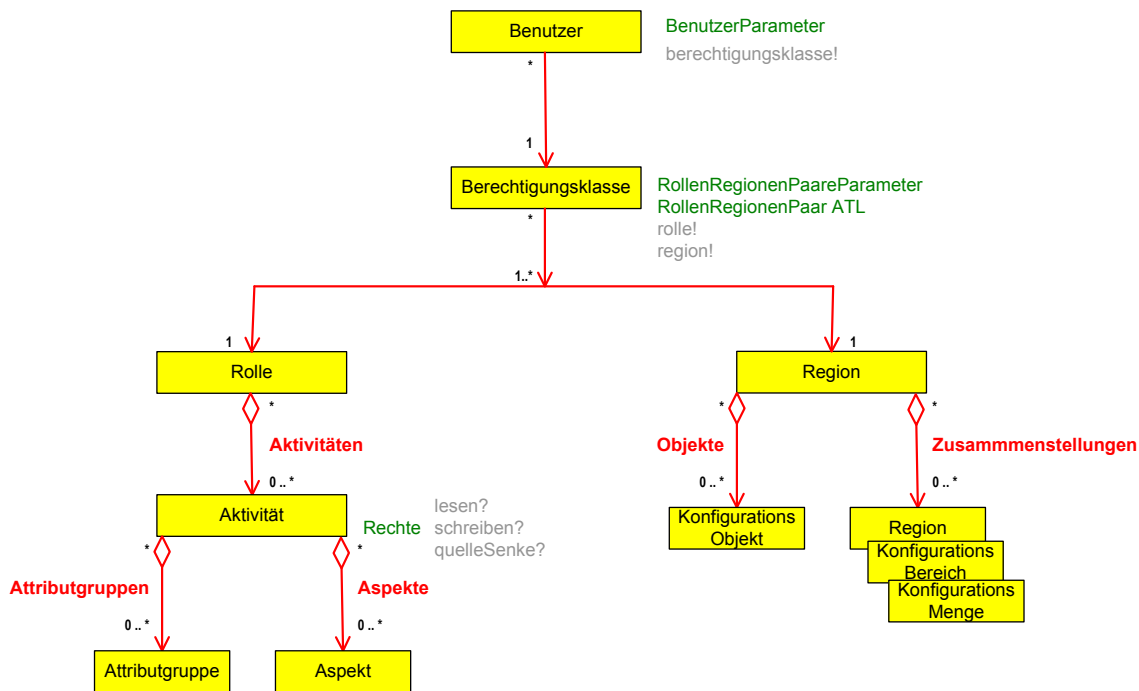 Benutzer
BenutzerParameter
berechtigungsklasse!
*
1
Berechtigungsklasse
RollenRegionenPaareParameter
RollenRegionenPaar ATL
rolle!
region!
*
1..*
1
1
Rolle
Region
*
*
*
Aktivitäten
Objekte
Zusammmenstellungen
0 .. *
0 .. *
0 .. *
Aktivität
Rechte
lesen?
schreiben?
quelleSenke?
Konfigurations
Objekt
Region
Konfigurations
Bereich
Konfigurations
Menge
*
*
Attributgruppen
Aspekte
0 .. *
0 .. *
Attributgruppe
Aspekt